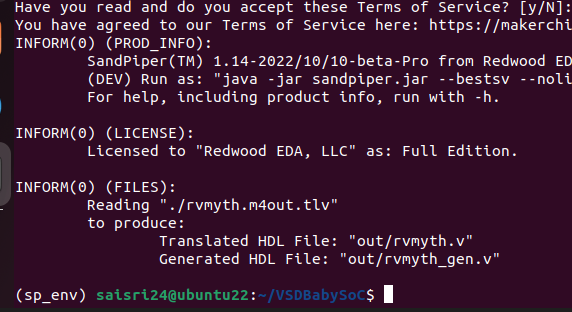 Have you read and do you accept these Terms of Service? [y/N]:
You have agreed to our Terms of Service here: https://makerchi
INFORM(0) (PROD_INFO):
SandPiper(TM) 1.14-2022/10/10-beta-Pro from Redwood ED
(DEV) Run as: "java -jar sandpiper.jar --bestsv --noli
For help, including product info, run with -h.
INFORM(0) (LICENSE):
Licensed to "Redwood EDA, LLC" as: Full Edition.
INFORM(0) (FILES):
Reading "./rvmyth.m4out.tlv"
to produce:
Translated HDL File: "out/rvmyth.v"
Generated HDL File: "out/rvmyth_gen.v"
(sp_env) saisri24@ubuntu22:~/VSDBabySoC$